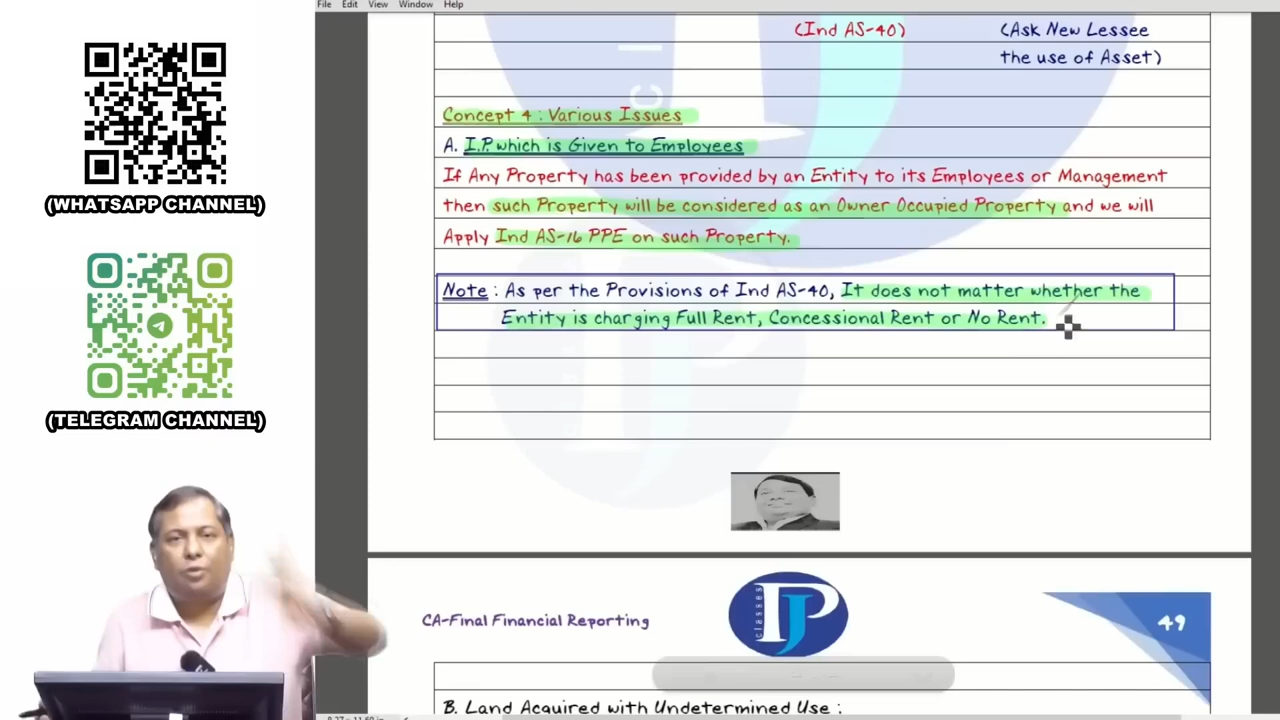 File Edit View Window Help
(Ind AS-40) (Ask New Lessee
the use of Asset)
Concept 4 : Various Issues
A. I.P. which is Given to Employees
If Any Property has been provided by an Entity to its Employees or Management
then such Property will be considered as an Owner Occupied Property and we will
Apply Ind AS-16 PPE on such Property.
Note : As per the Provisions of Ind AS-40, It does not matter whether the
Entity is charging Full Rent, Concessional Rent or No Rent.
(WHATSAPP CHANNEL)
(TELEGRAM CHANNEL)
CA-Final Financial Reporting
PJ classes
49
B. Land Acquired with Undetermined Use :